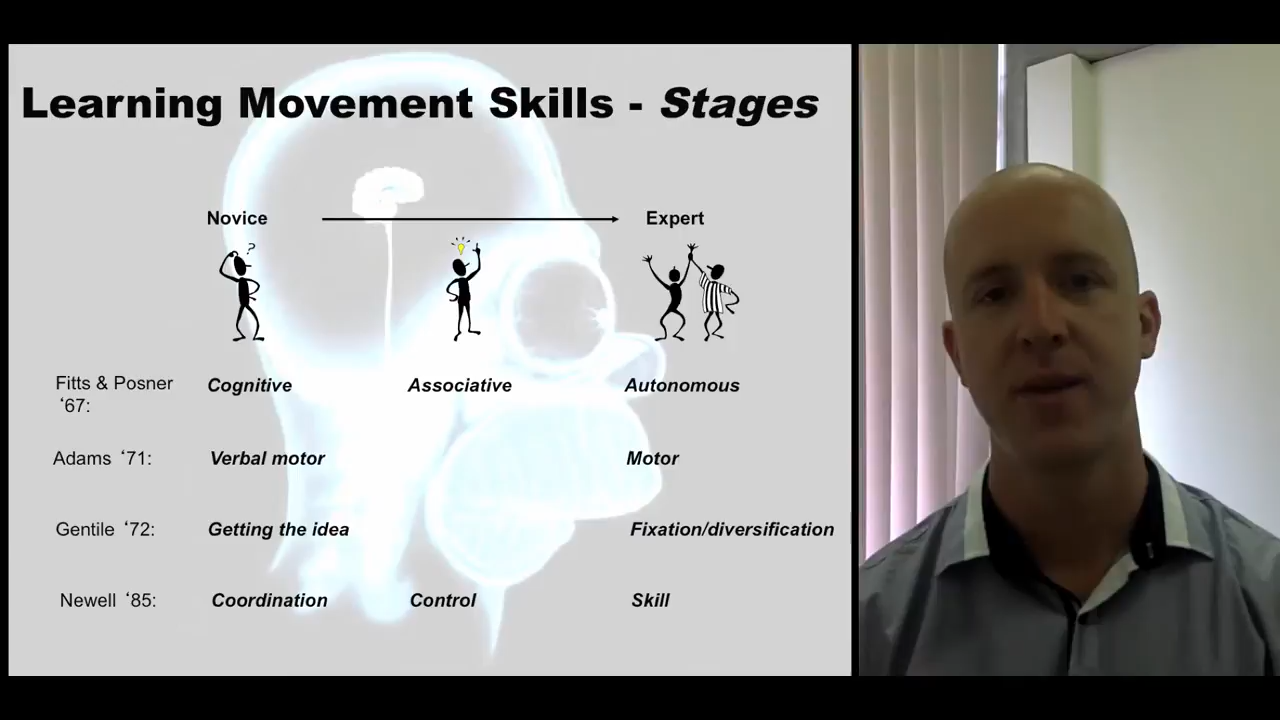 Learning Movement Skills - Stages
Novice
Expert
?
Fitts & Posner
‘67:
Cognitive
Associative
Autonomous
Adams ‘71:
Verbal motor
Motor
Gentile ‘72:
Getting the idea
Fixation/diversification
Newell ‘85:
Coordination
Control
Skill